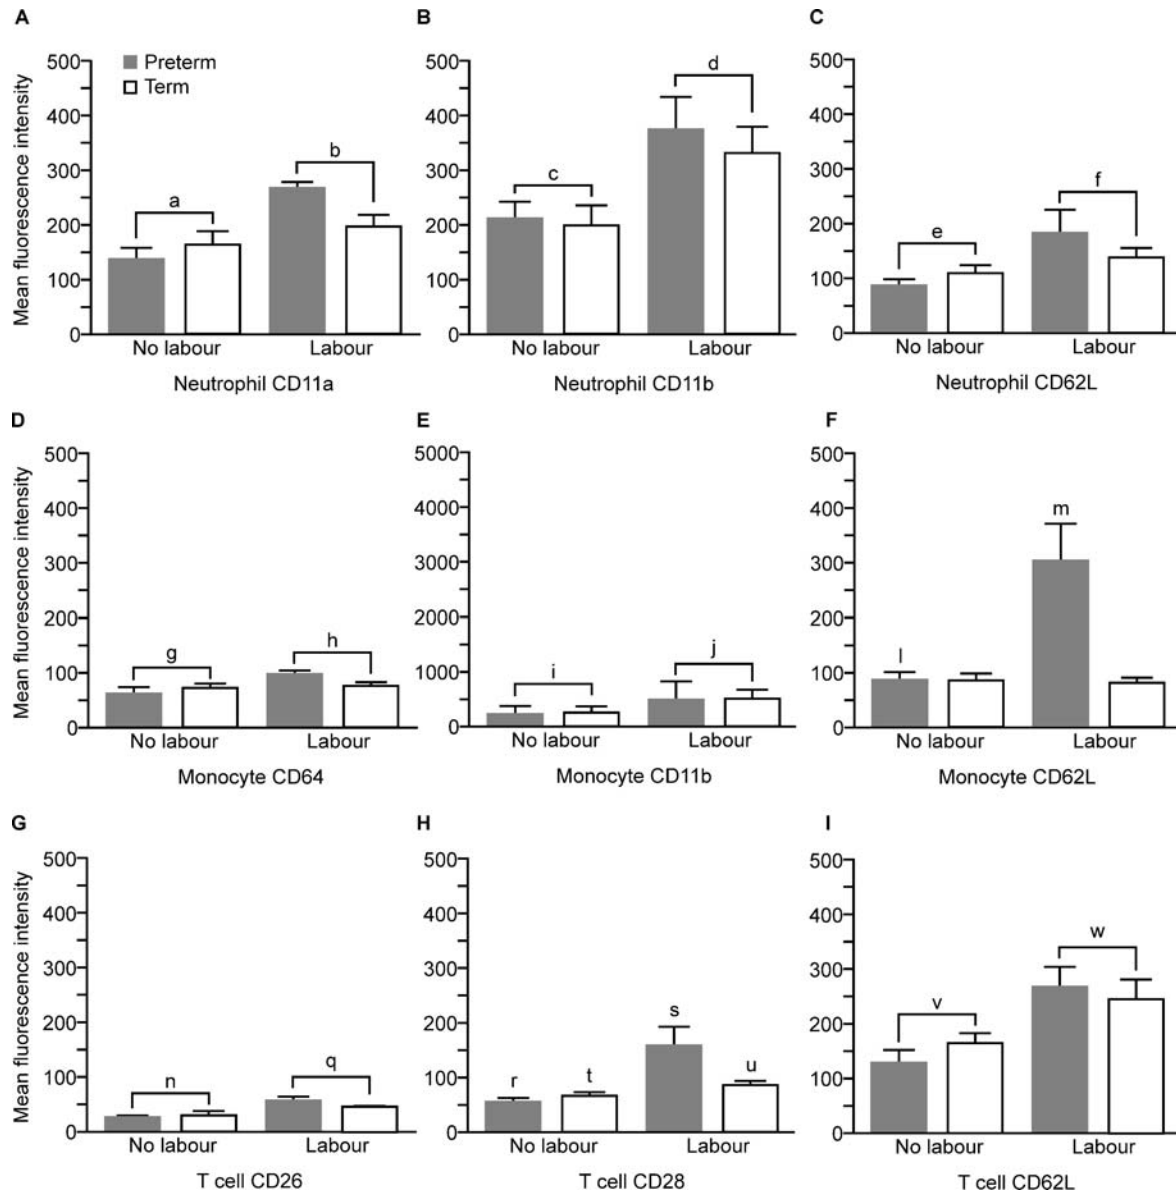 A
B
C
Mean fluorescence intensity
500
400
300
200
100
0
Preterm
Term
a
b
No labour
Labour
Neutrophil CD11a
500
400
300
200
100
0
c
d
No labour
Labour
Neutrophil CD11b
500
400
300
200
100
0
e
f
No labour
Labour
Neutrophil CD62L
D
E
F
Mean fluorescence intensity
500
400
300
200
100
0
g
h
No labour
Labour
Monocyte CD64
5000
4000
3000
2000
1000
0
i
j
No labour
Labour
Monocyte CD11b
500
400
300
200
100
0
l
m
No labour
Labour
Monocyte CD62L
G
H
I
Mean fluorescence intensity
500
400
300
200
100
0
n
q
No labour
Labour
T cell CD26
500
400
300
200
100
0
r
t
s
u
No labour
Labour
T cell CD28
500
400
300
200
100
0
v
w
No labour
Labour
T cell CD62L